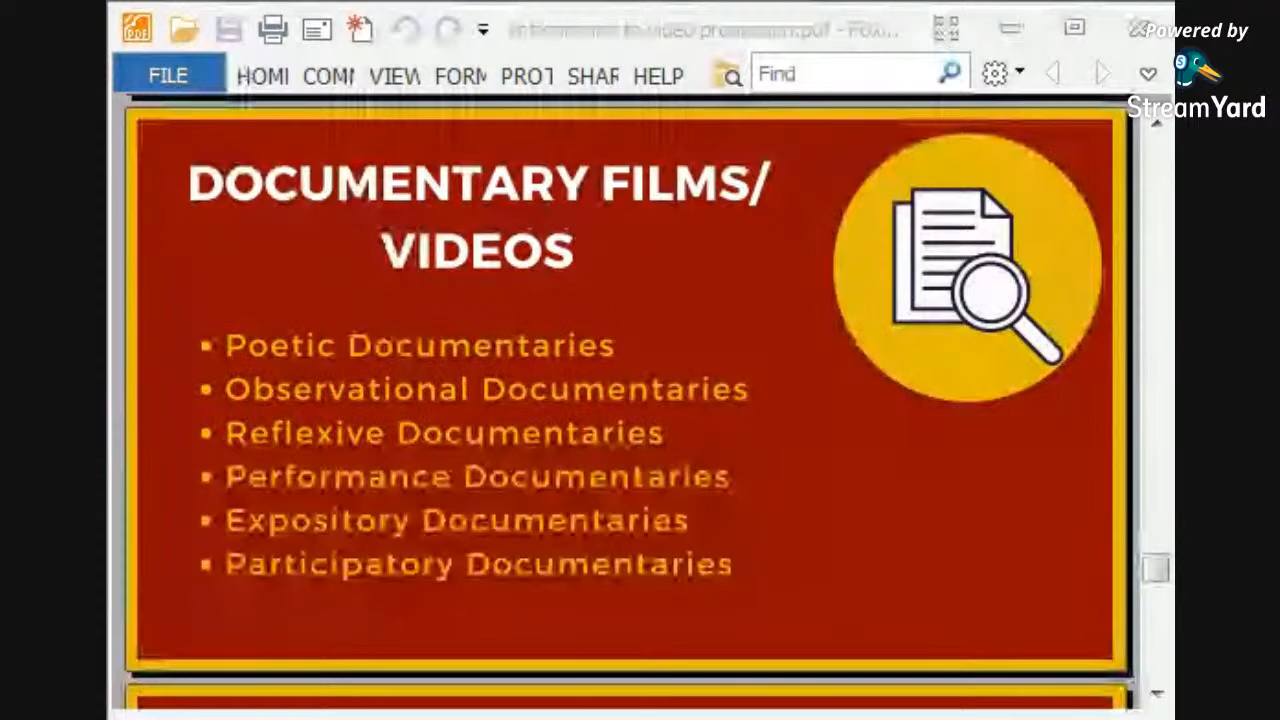 Powered by
StreamYard
FILE HOMI COMI VIEW FORM PROT SHAR HELP Find
DOCUMENTARY FILMS/
VIDEOS
• Poetic Documentaries
• Observational Documentaries
• Reflexive Documentaries
• Performance Documentaries
• Expository Documentaries
• Participatory Documentaries